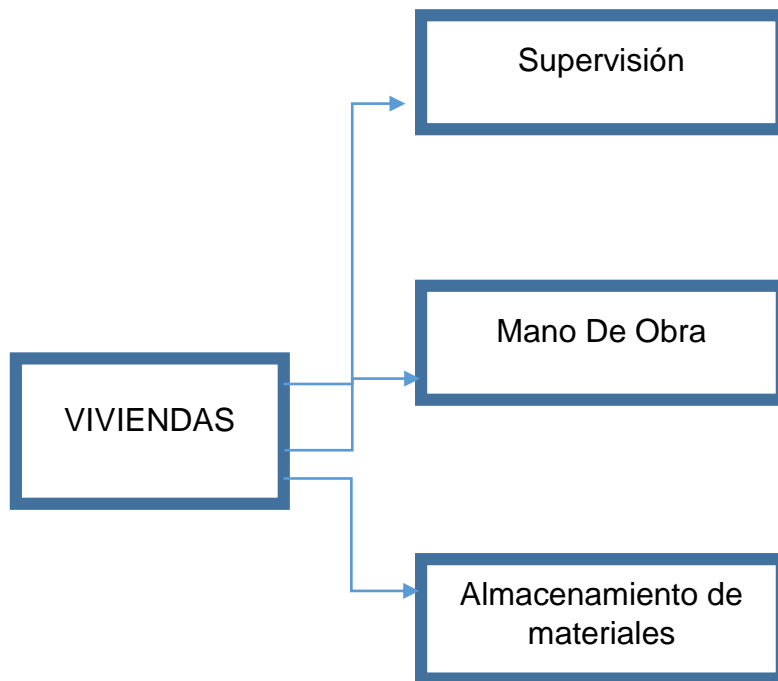 Supervisión
Mano De Obra
VIVIENDAS
Almacenamiento de
materiales